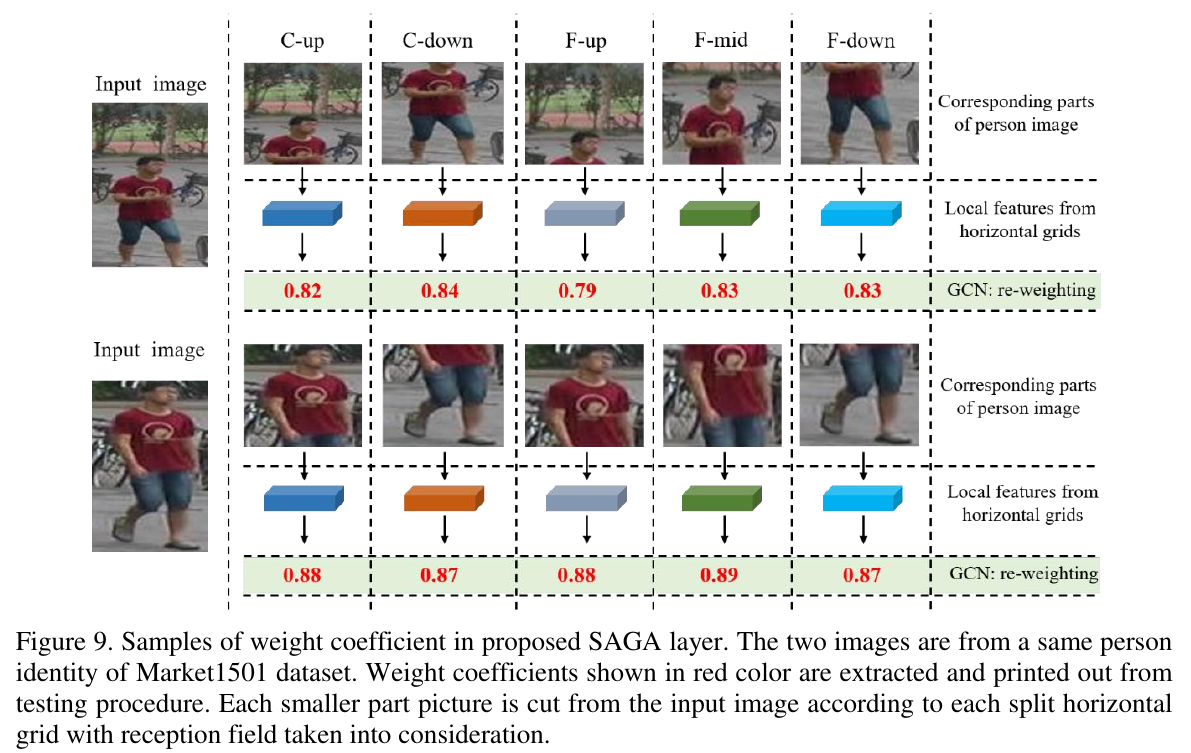 C-up C-down F-up F-mid F-down
Input image
Corresponding parts
of person image
Local features from
horizontal grids
0.82 0.84 0.79 0.83 0.83 GCN: re-weighting
Input image
Corresponding parts
of person image
Local features from
horizontal grids
0.88 0.87 0.88 0.89 0.87 GCN: re-weighting
Figure 9. Samples of weight coefficient in proposed SAGA layer. The two images are from a same person
identity of Market1501 dataset. Weight coefficients shown in red color are extracted and printed out from
testing procedure. Each smaller part picture is cut from the input image according to each split horizontal
grid with reception field taken into consideration.